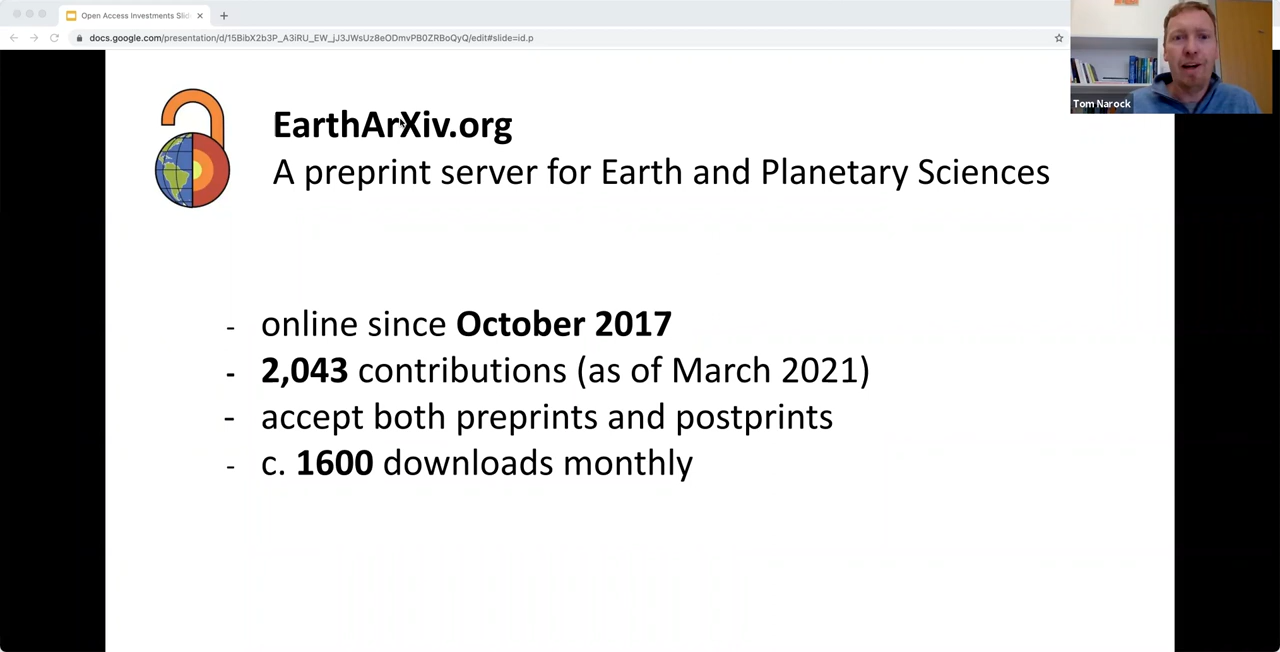 Open Access Investments Slid
docs.google.com/presentation/d/15BibX2b3P_A3iRU_EW_jJ3JWsUz8eODmvPB0ZRBoQyQ/edit#slide=id.p
Tom Narock
EarthArXiv.org
A preprint server for Earth and Planetary Sciences
- online since October 2017
- 2,043 contributions (as of March 2021)
- accept both preprints and postprints
- c. 1600 downloads monthly